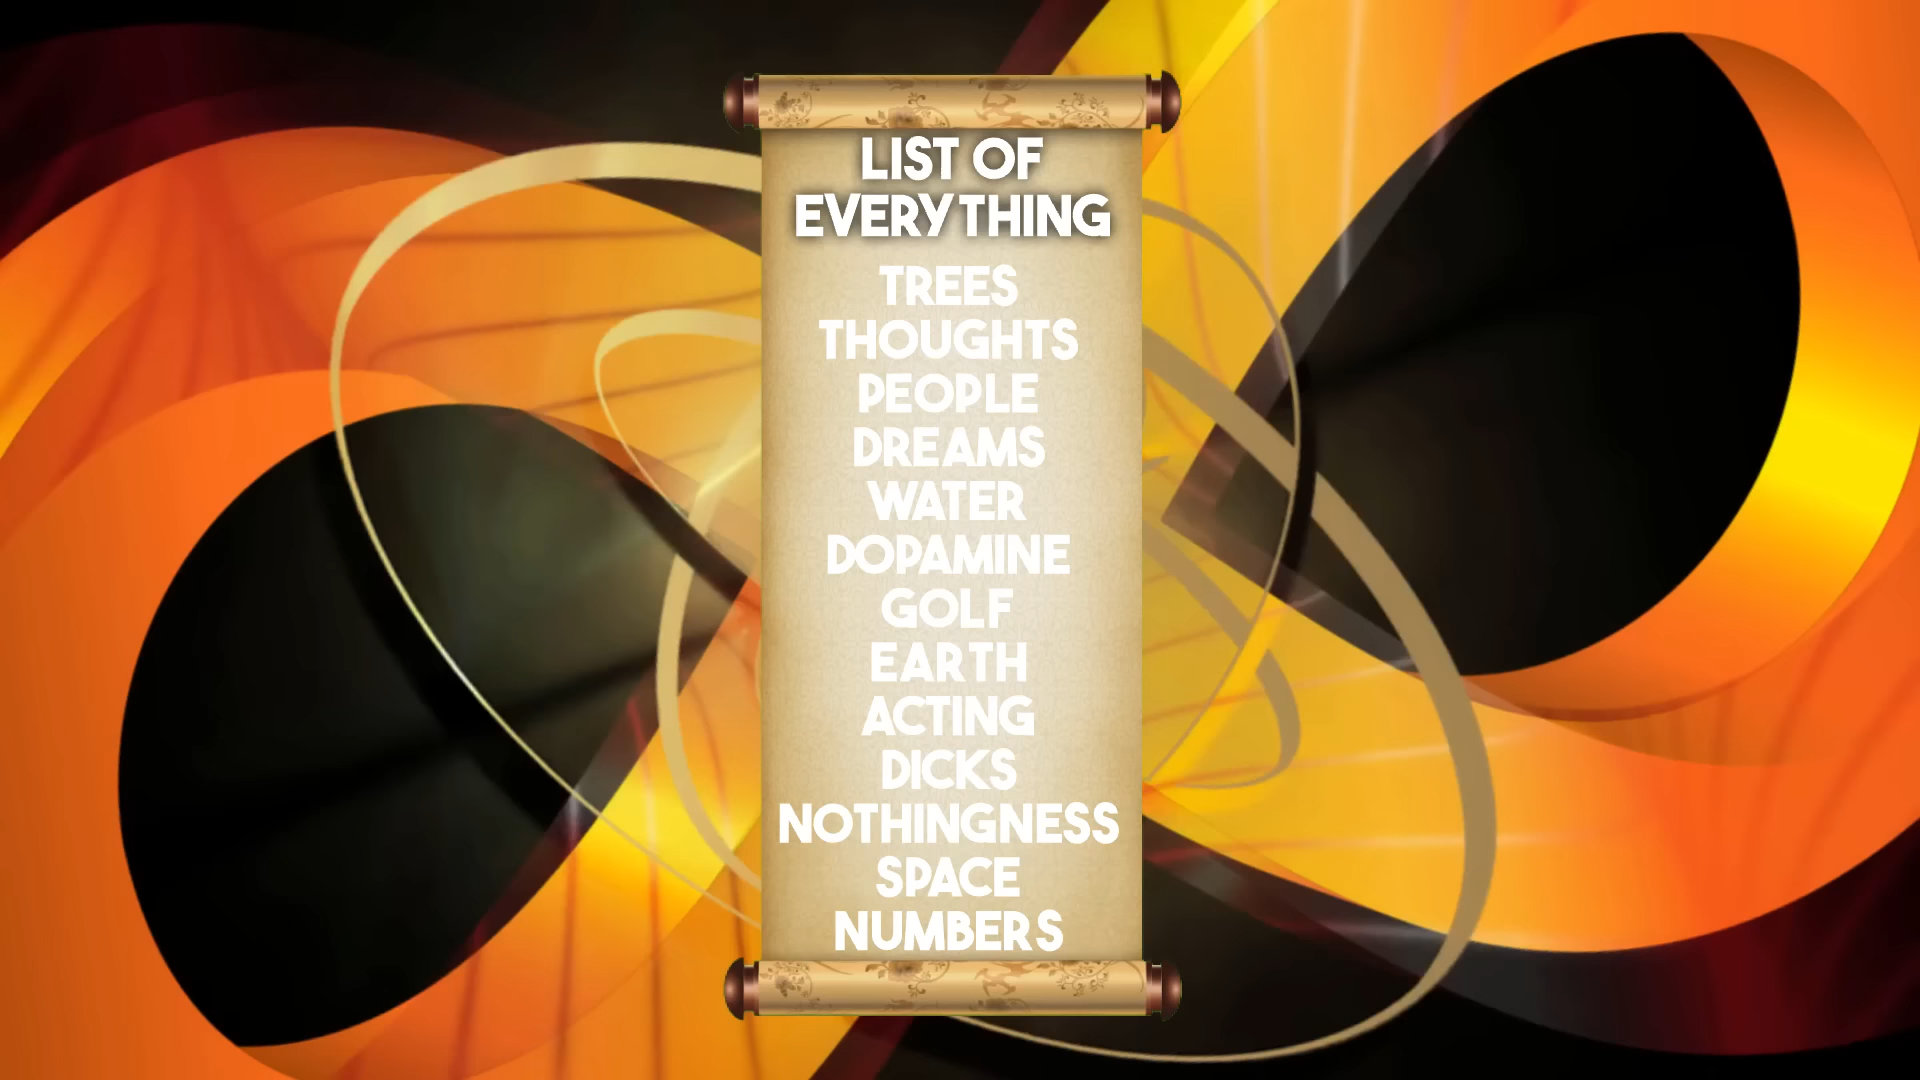 LIST OF
EVERYTHING
TREES
THOUGHTS
PEOPLE
DREAMS
WATER
DOPAMINE
GOLF
EARTH
ACTING
DICKS
NOTHINGNESS
SPACE
NUMBERS